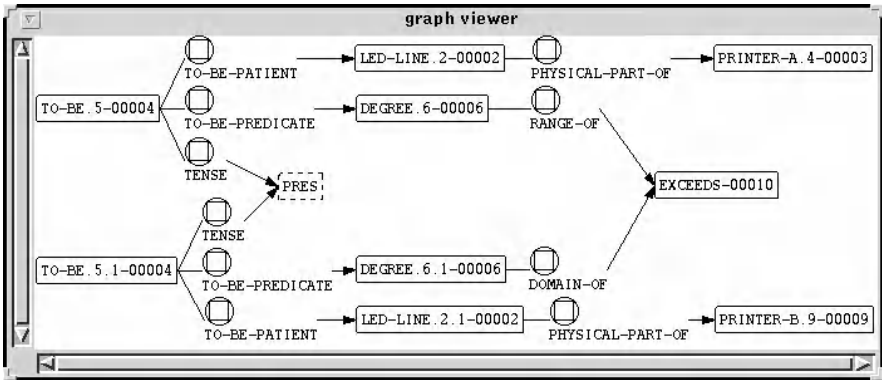 graph viewer
LED-LINE.2-00002
PRINTER-A.4-00003
TO-BE-PATIENT
PHYSICAL-PART-OF
TO-BE.5-00004
DEGREE.6-00006
TO-BE-PREDICATE
RANGE-OF
TENSE
PRES
EXCEEDS-00010
TENSE
TO-BE.5.1-00004
DEGREE.6.1-00006
TO-BE-PREDICATE
DOMAIN-OF
LED-LINE.2.1-00002
PRINTER-B.9-00009
TO-BE-PATIENT
PHYSICAL-PART-OF